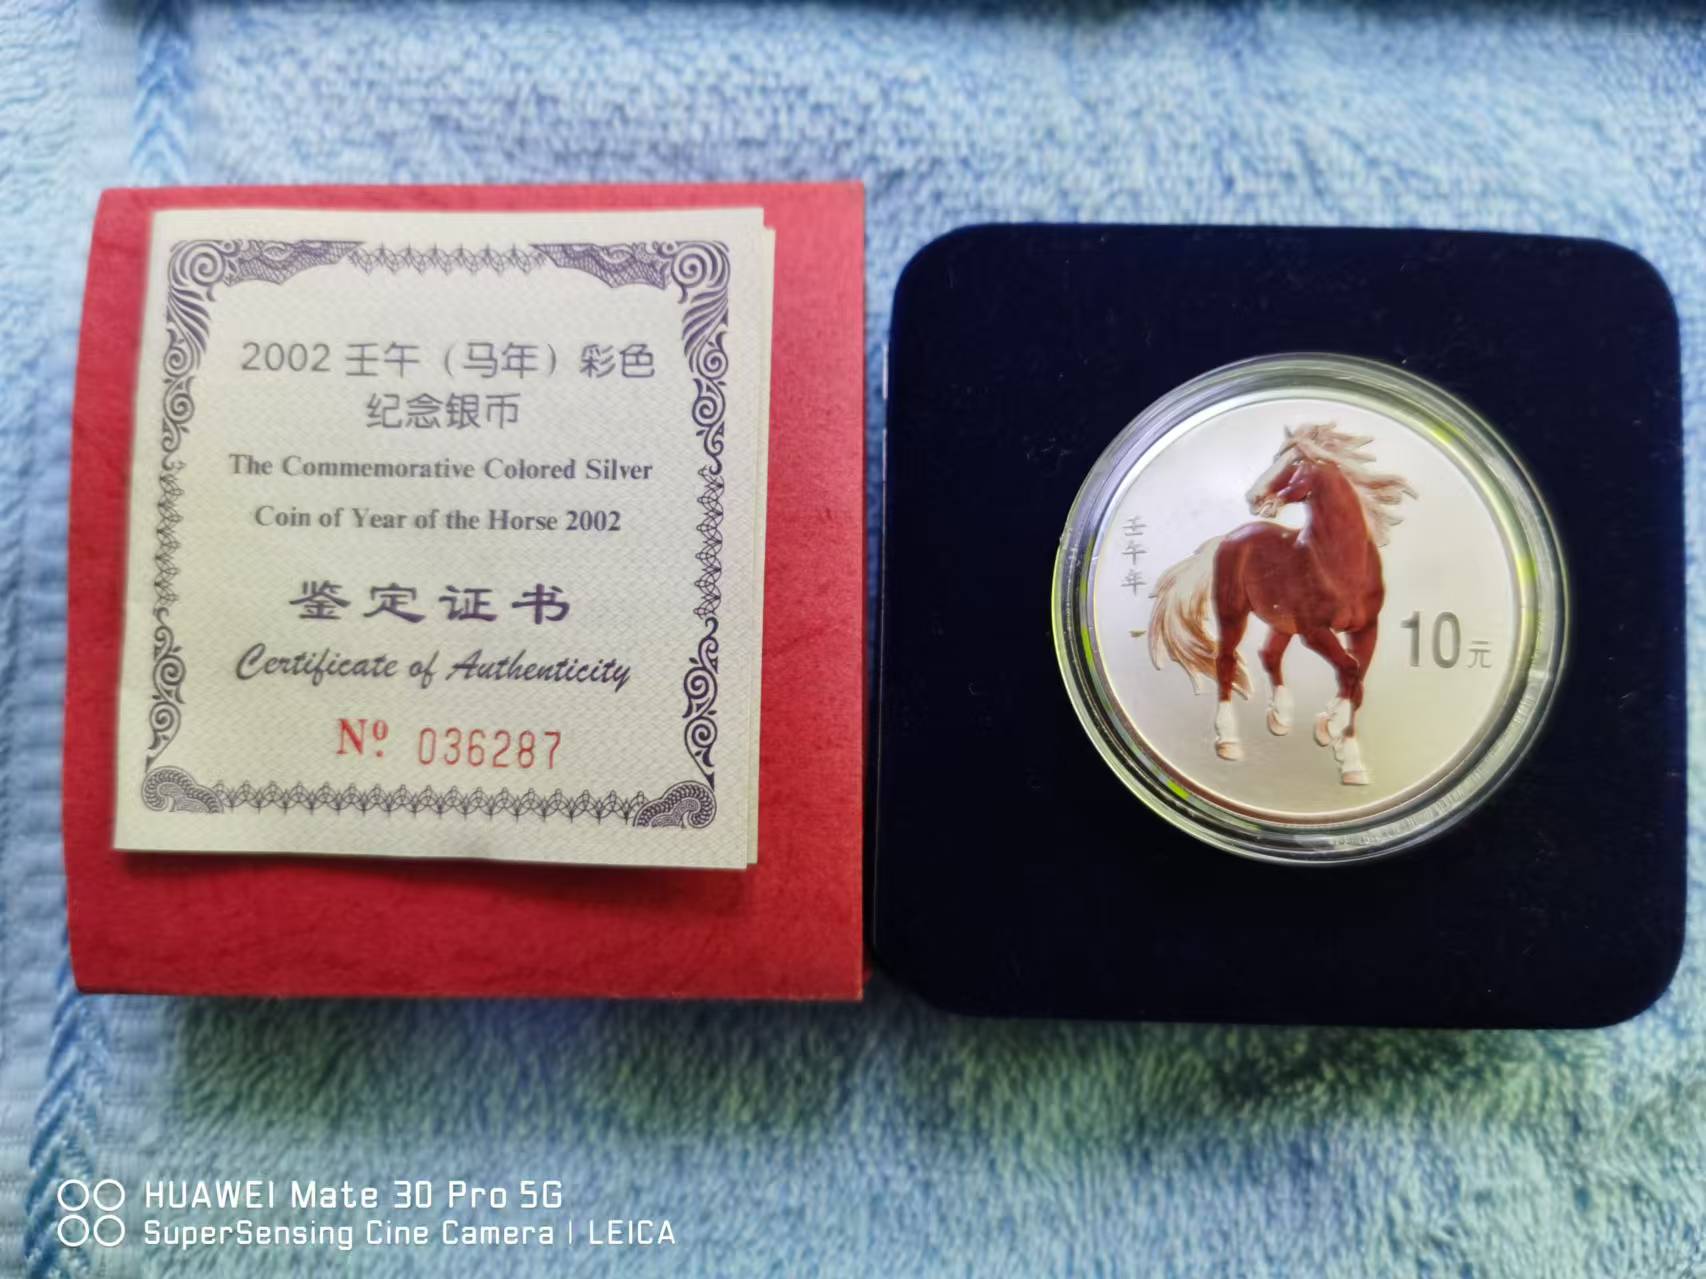 2002 壬午（马年）彩色
纪念银币
The Commemorative Colored Silver
Coin of Year of the Horse 2002
鉴定证书
Certificate of Authenticity
Nº 036287
壬午年
10元
HUAWEI Mate 30 Pro 5G
SuperSensing Cine Camera | LEICA